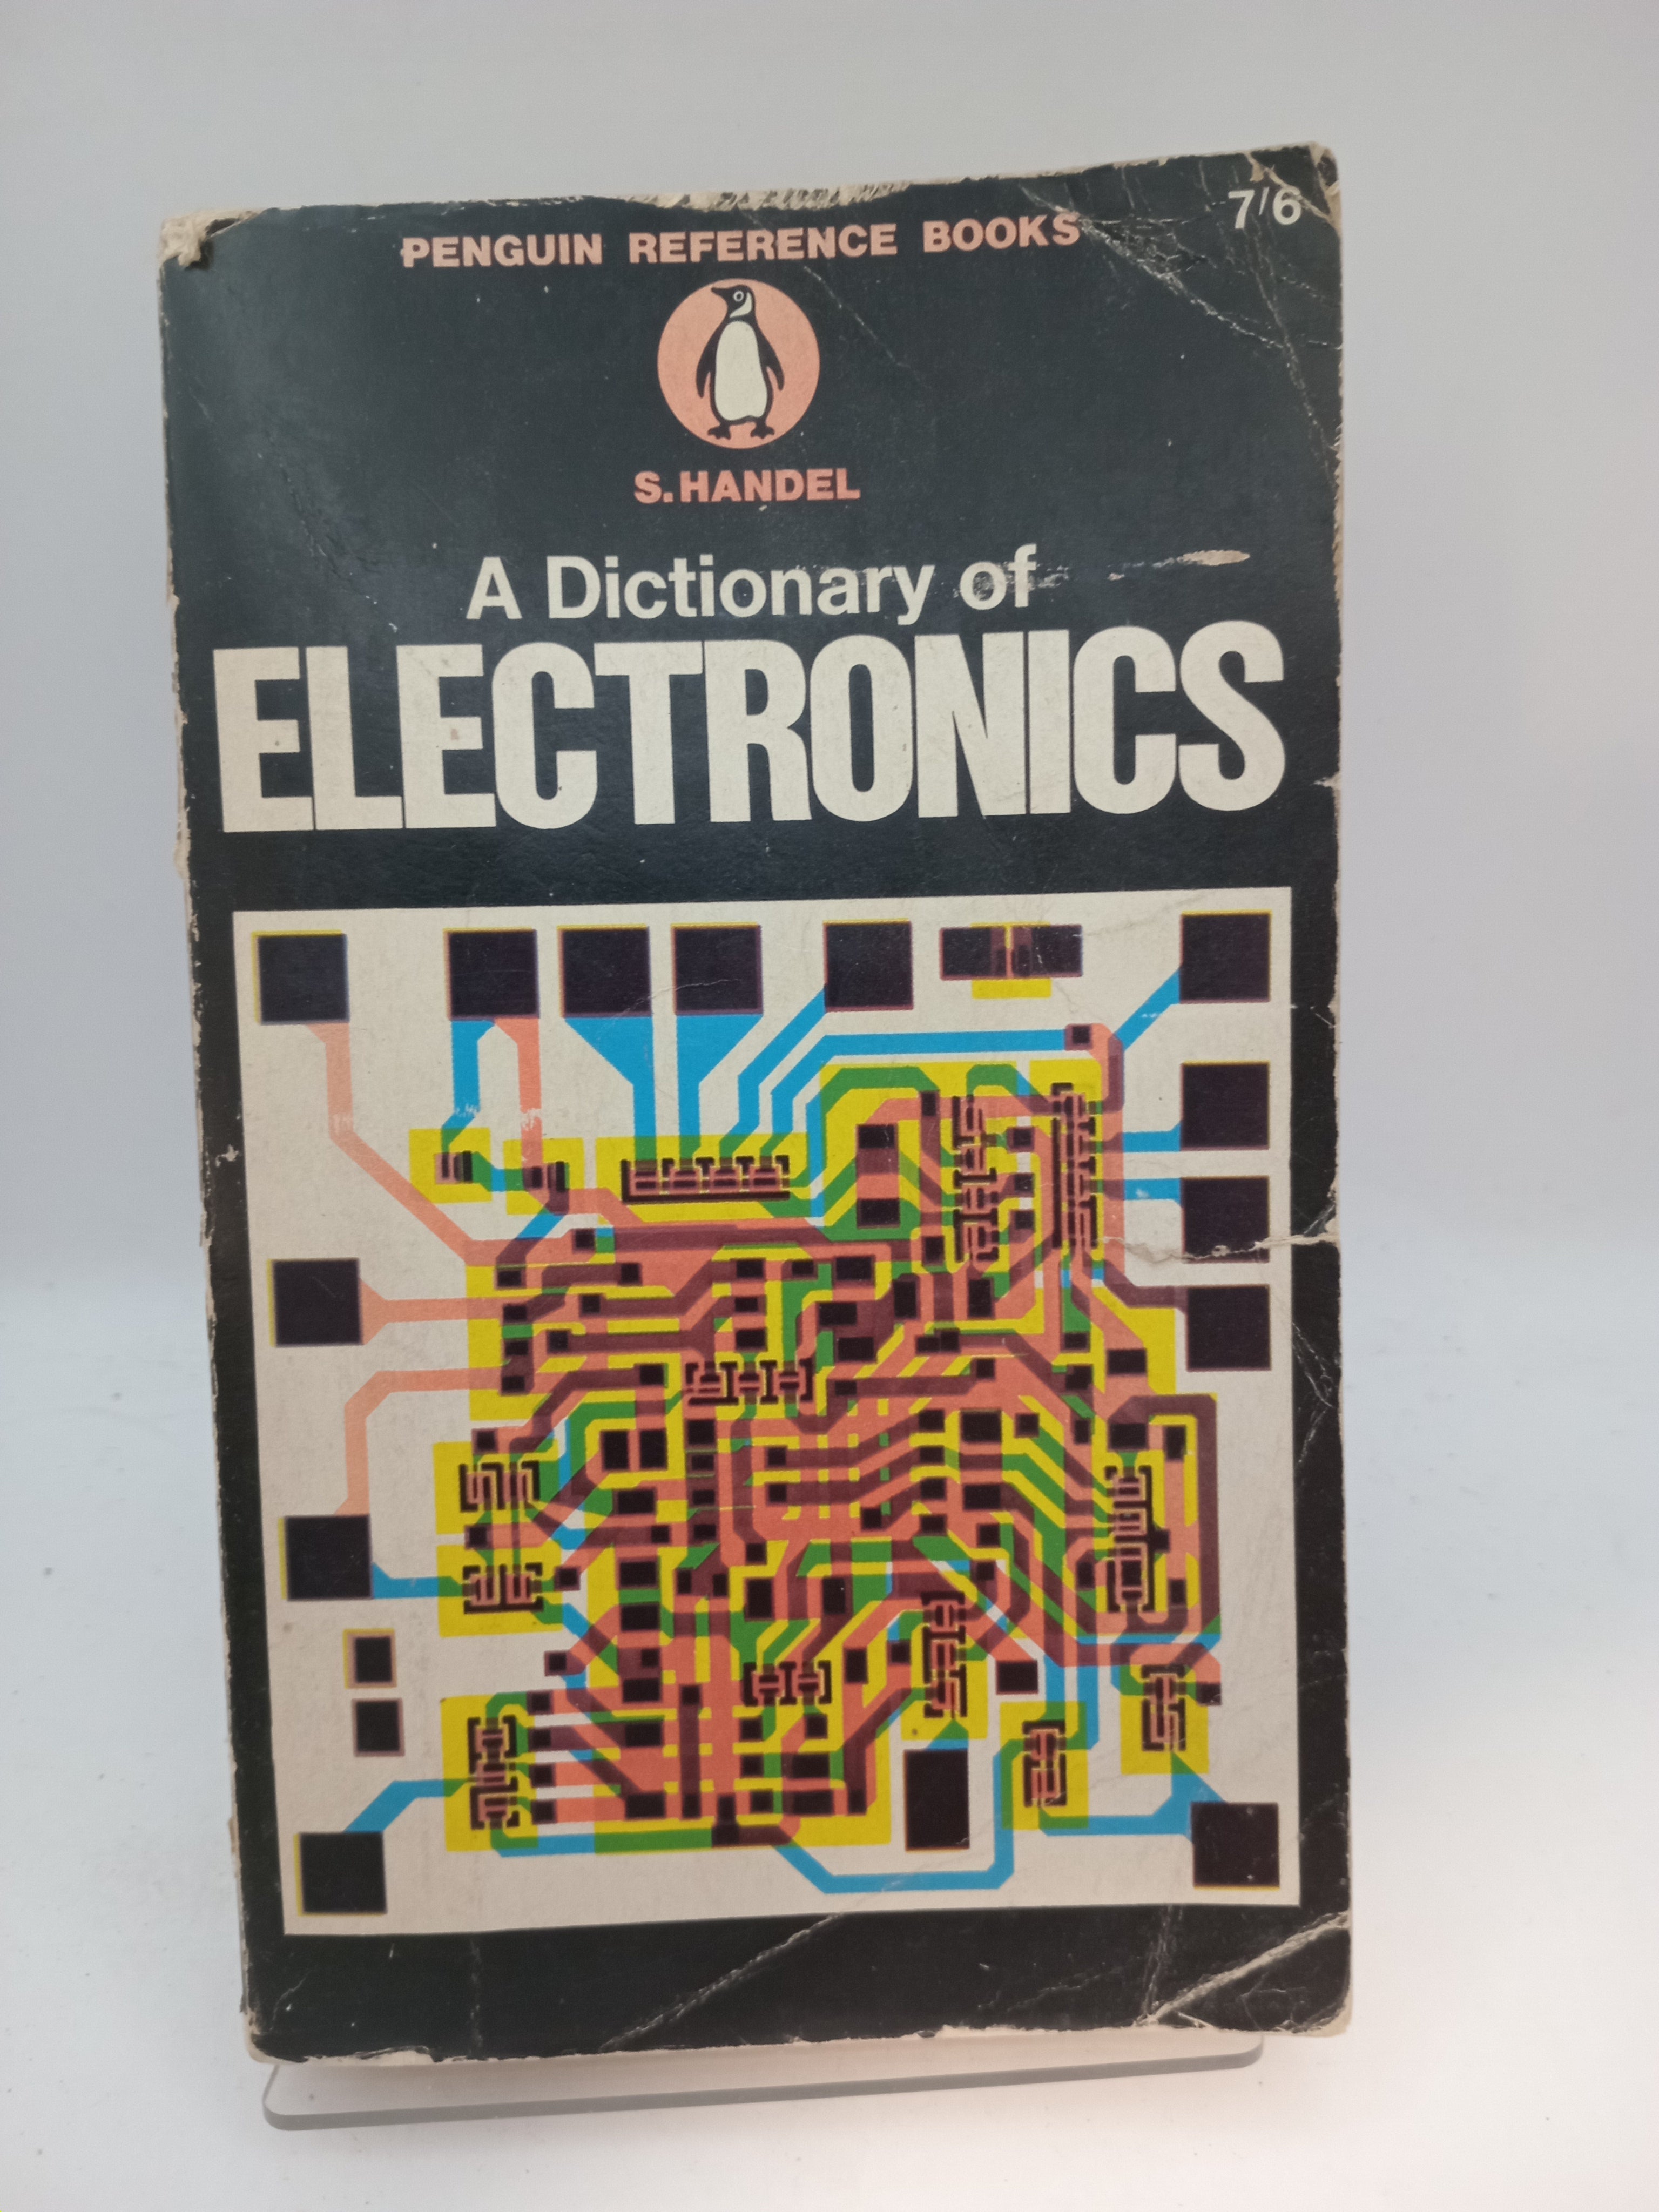 7/6
PENGUIN REFERENCE BOOKS
S. HANDEL
A Dictionary of
ELECTRONICS